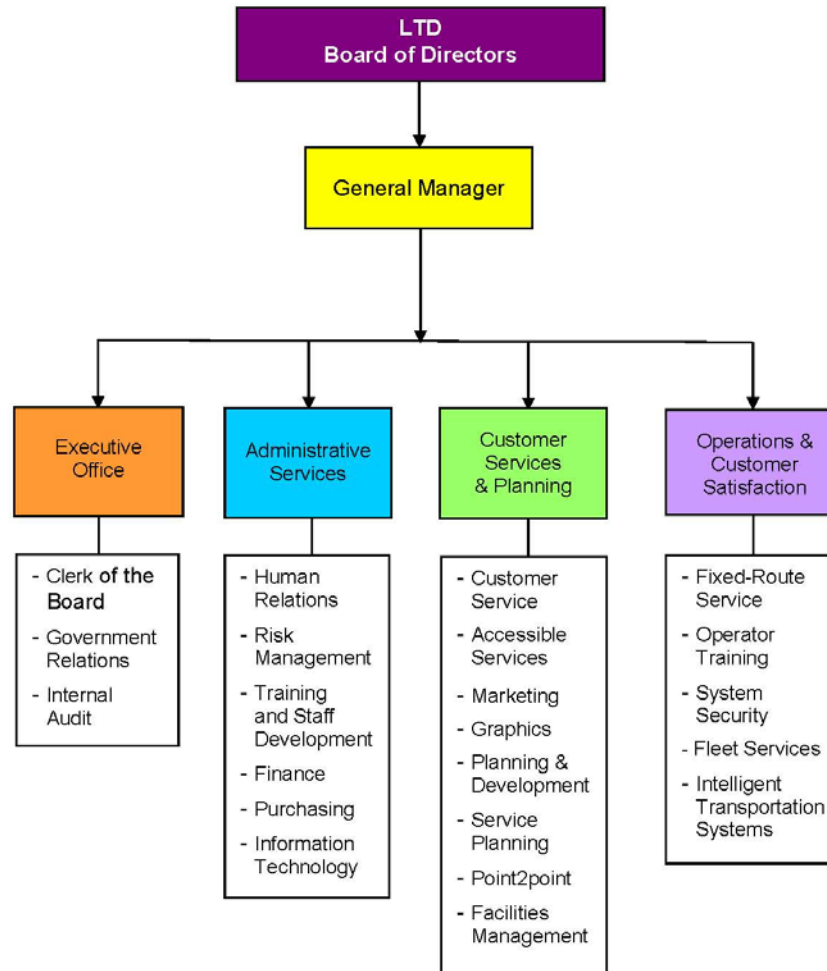 LTD
Board of Directors
General Manager
Executive
Office
- Clerk of the
Board
- Government
Relations
- Internal
Audit
Administrative
Services
- Human
Relations
- Risk
Management
- Training
and Staff
Development
- Finance
- Purchasing
- Information
Technology
Customer
Services
& Planning
- Customer
Service
- Accessible
Services
- Marketing
- Graphics
- Planning &
Development
- Service
Planning
- Point2point
- Facilities
Management
Operations &
Customer
Satisfaction
- Fixed-Route
Service
- Operator
Training
- System
Security
- Fleet Services
- Intelligent
Transportation
Systems